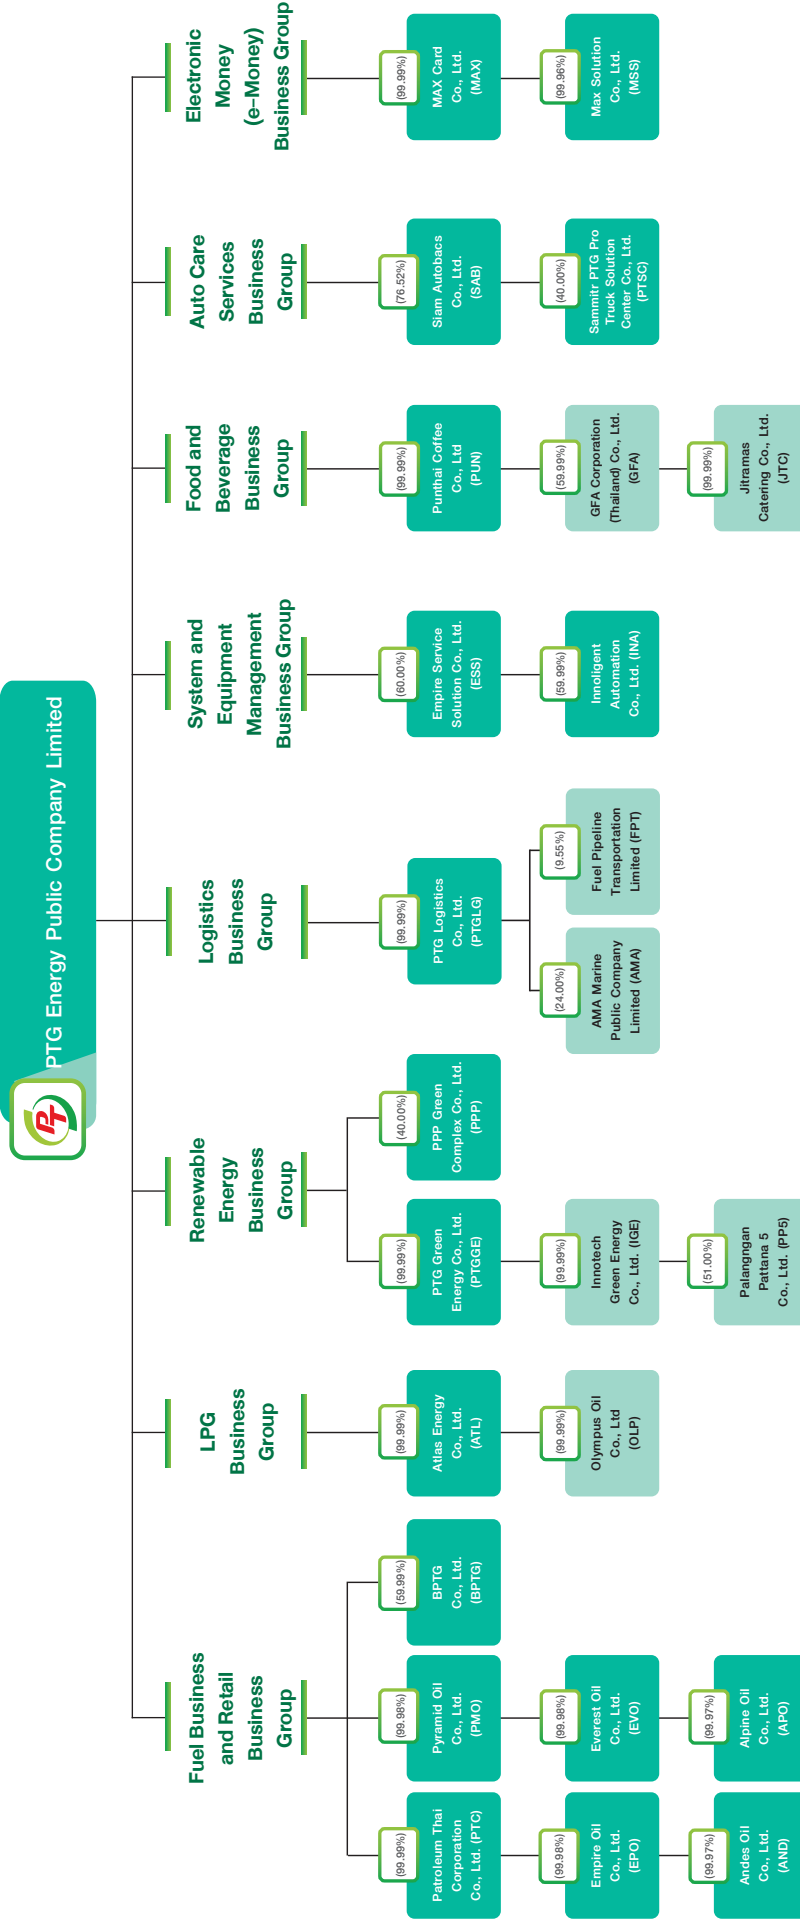 PTG Energy Public Company Limited
PT
Fuel Business
and Retail
Business
Group
(99.99%)
Patroleum Thai
Corporation
Co., Ltd. (PTC)
(99.98%)
Empire Oil
Co., Ltd.
(EPO)
(99.97%)
Andes Oil
Co., Ltd.
(AND)
(99.98%)
Pyramid Oil
Co., Ltd.
(PMO)
(99.98%)
Everest Oil
Co., Ltd.
(EVO)
(99.97%)
Alpine Oil
Co., Ltd.
(APO)
(59.99%)
BPTG
Co., Ltd.
(BPTG)
LPG
Business
Group
(99.99%)
Atlas Energy
Co., Ltd.
(ATL)
(99.99%)
Olympus Oil
Co., Ltd
(OLP)
Renewable
Energy
Business
Group
(99.99%)
PTG Green
Energy Co., Ltd.
(PTGGE)
(99.99%)
Innotech
Green Energy
Co., Ltd. (IGE)
(51.00%)
Palangngan
Pattana 5
Co., Ltd. (PP5)
(40.00%)
PPP Green
Complex Co., Ltd.
(PPP)
Logistics
Business
Group
(99.99%)
PTG Logistics
Co., Ltd.
(PTGLG)
(24.00%)
AMA Marine
Public Company
Limited (AMA)
(9.55%)
Fuel Pipeline
Transportation
Limited (FPT)
System and
Equipment
Management
Business Group
(60.00%)
Empire Service
Solution Co., Ltd.
(ESS)
(59.99%)
Innoligent
Automation
Co., Ltd. (INA)
Food and
Beverage
Business
Group
(99.99%)
Punthai Coffee
Co., Ltd
(PUN)
(59.99%)
GFA Corporation
(Thailand) Co., Ltd.
(GFA)
(99.99%)
Jitramas
Catering Co., Ltd.
(JTC)
Auto Care
Services
Business
Group
(76.52%)
Siam Autobacs
Co., Ltd.
(SAB)
(40.00%)
Sammitr PTG Pro
Truck Solution
Center Co., Ltd.
(PTSC)
Electronic
Money
(e-Money)
Business Group
(99.99%)
MAX Card
Co., Ltd.
(MAX)
(99.96%)
Max Solution
Co., Ltd.
(MSS)